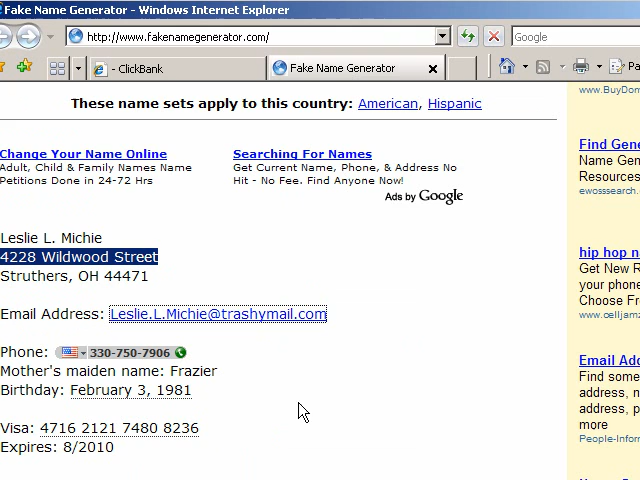 Fake Name Generator - Windows Internet Explorer
http://www.fakenamegenerator.com/
Google
ClickBank
Fake Name Generator
These name sets apply to this country: American, Hispanic
www.BuyDom
Change Your Name Online
Adult, Child & Family Names Name
Petitions Done in 24-72 Hrs
Searching For Names
Get Current Name, Phone, & Address No
Hit - No Fee. Find Anyone Now!
Ads by Google
Find Gene
Name Gen
Resources
ewosssearch.c
Leslie L. Michie
4228 Wildwood Street
Struthers, OH 44471
Email Address: Leslie.L.Michie@trashymail.com
Phone: 330-750-7906
Mother's maiden name: Frazier
Birthday: February 3, 1981
Visa: 4716 2121 7480 8236
Expires: 8/2010
hip hop na
Get New R
your phone
Choose Fr
www.celljamz
Email Add
Find some
address, n
address, p
more
People-Infor